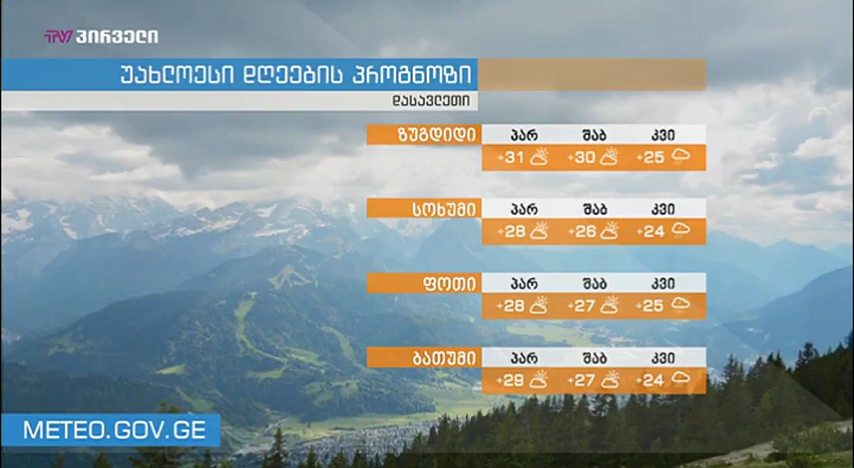 TV პირველი
უახლოესი დღეების პროგნოზი
დასავლეთი
ზუგდიდი პარ შაბ კვი
+31 +30 +25
სოხუმი პარ შაბ კვი
+28 +26 +24
ფოთი პარ შაბ კვი
+28 +27 +25
ბათუმი პარ შაბ კვი
+29 +27 +24
METEO.GOV.GE